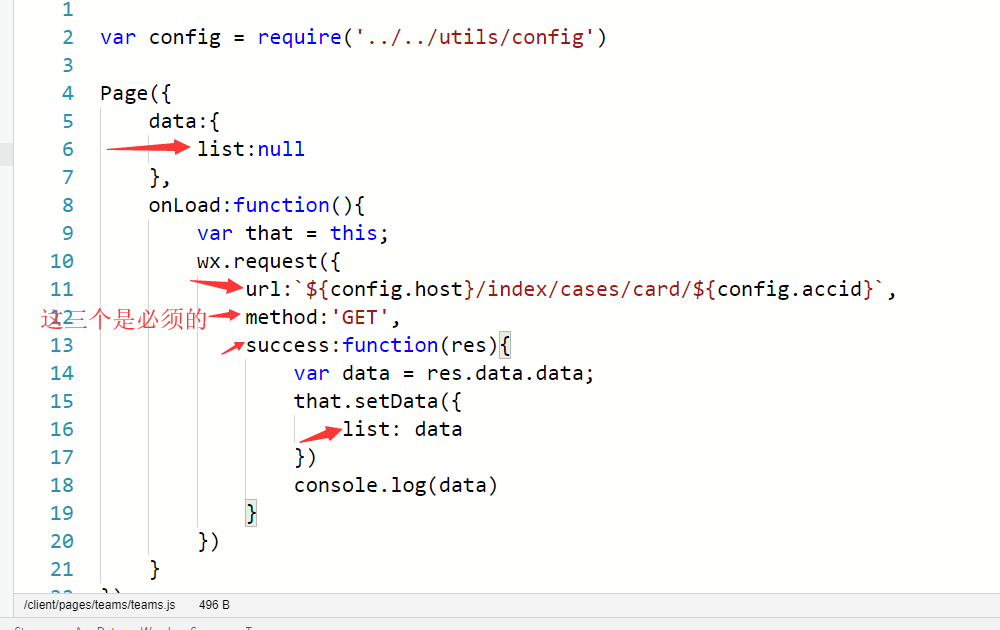 1
2 var config = require('../../utils/config')
3
4 Page({
5 data:{
6 list:null
7 },
8 onLoad:function(){
9 var that = this;
10 wx.request({
11 url:`${config.host}/index/cases/card/${config.accid}`,
这三个是必须的
12 method:'GET',
13 success:function(res){
14 var data = res.data.data;
15 that.setData({
16 list: data
17 })
18 console.log(data)
19 }
20 })
21 }
22 })
/client/pages/teams/teams.js 496 B